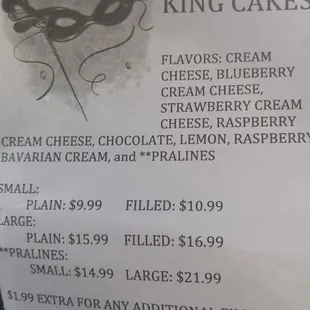 KING CAKES
FLAVORS: CREAM
CHEESE, BLUEBERRY
CREAM CHEESE,
STRAWBERRY CREAM
CHEESE, RASPBERRY
CREAM CHEESE, CHOCOLATE, LEMON, RASPBERRY
BAVARIAN CREAM, and **PRALINES
SMALL:
PLAIN: $9.99 FILLED: $10.99
LARGE:
PLAIN: $15.99 FILLED: $16.99
**PRALINES:
SMALL: $14.99 LARGE: $21.99
$1.99 EXTRA FOR ANY ADDITIONAL